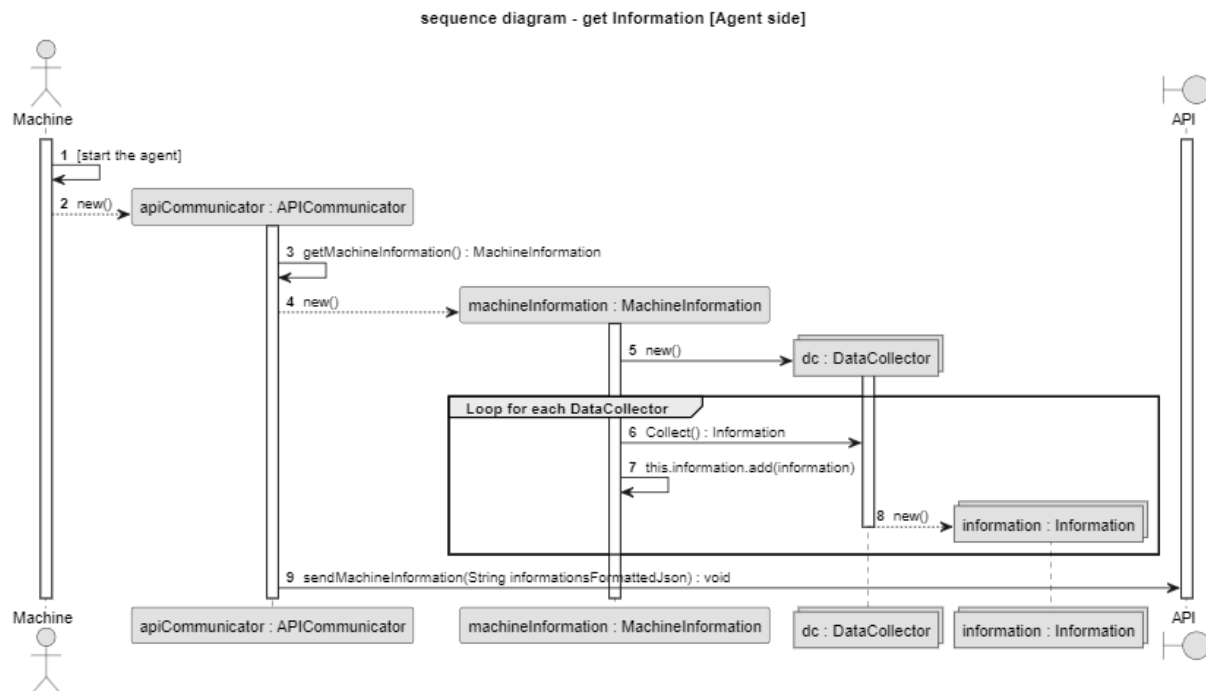 sequence diagram - get Information [Agent side]
Machine
API
1 [start the agent]
2 new()
apiCommunicator : APICommunicator
3 getMachineInformation() : MachineInformation
4 new()
machineInformation : MachineInformation
5 new()
dc : DataCollector
Loop for each DataCollector
6 Collect() : Information
7 this.information.add(information)
8 new()
information : Information
9 sendMachineInformation(String informationsFormattedJson) : void
Machine
apiCommunicator : APICommunicator
machineInformation : MachineInformation
dc : DataCollector
information : Information
API